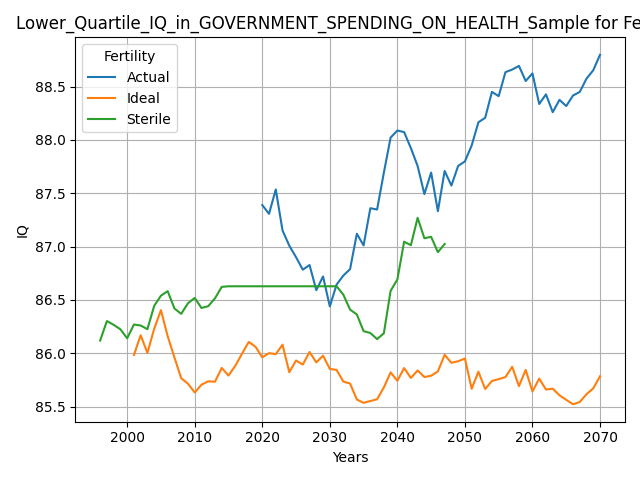 Lower_Quartile_IQ_in_GOVERNMENT_SPENDING_ON_HEALTH_Sample for Fe
Fertility
Actual
Ideal
Sterile
88.5
88.0
87.5
87.0
86.5
86.0
85.5
IQ
2000 2010 2020 2030 2040 2050 2060 2070
Years